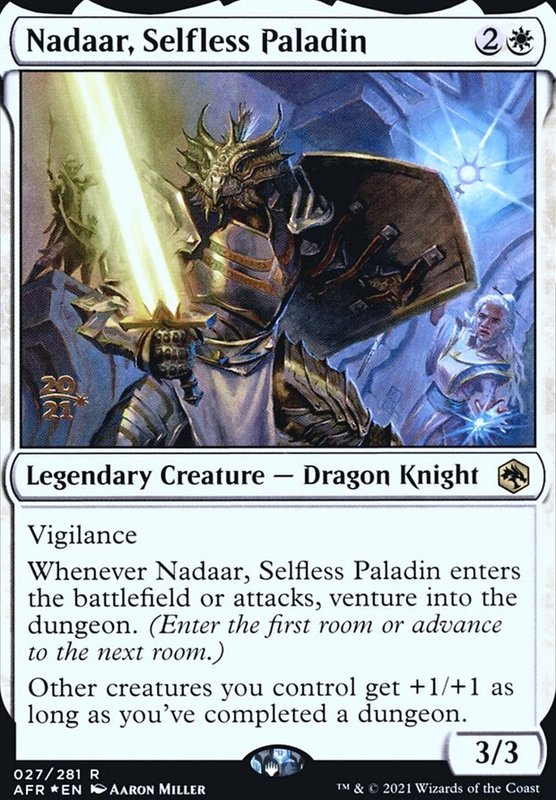 Nadaar, Selfless Paladin 2
20
21*
Legendary Creature — Dragon Knight
Vigilance
Whenever Nadaar, Selfless Paladin enters
the battlefield or attacks, venture into the
dungeon. (Enter the first room or advance
to the next room.)
Other creatures you control get +1/+1 as
long as you've completed a dungeon.
3/3
027/281 R
AFR ★ EN Aaron Miller
™ & © 2021 Wizards of the Coast